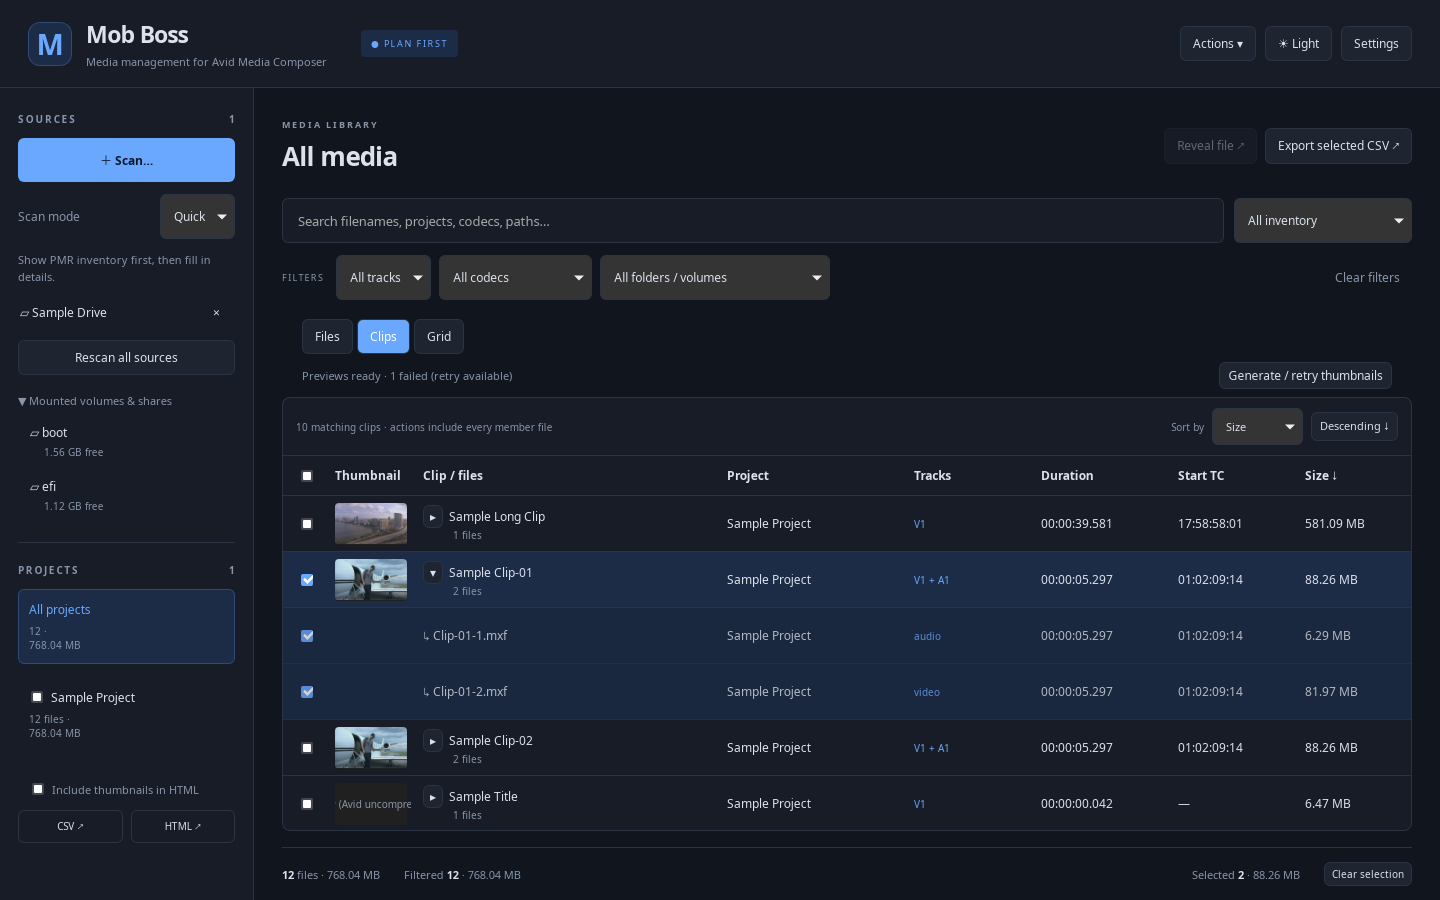 M
Mob Boss
Media management for Avid Media Composer
● PLAN FIRST
Actions ▾
☀ Light
Settings
SOURCES 1
+ Scan...
Scan mode Quick
Show PMR inventory first, then fill in
details.
Sample Drive ×
Rescan all sources
▼ Mounted volumes & shares
boot
1.56 GB free
efi
1.12 GB free
PROJECTS 1
All projects
12 ·
768.04 MB
Sample Project
12 files ·
768.04 MB
Include thumbnails in HTML
CSV ↗ HTML ↗
MEDIA LIBRARY
All media
Reveal file ↗ Export selected CSV ↗
Search filenames, projects, codecs, paths... All inventory
FILTERS All tracks All codecs All folders / volumes Clear filters
Files Clips Grid
Previews ready · 1 failed (retry available) Generate / retry thumbnails
10 matching clips · actions include every member file Sort by Size Descending ↓
Thumbnail Clip / files Project Tracks Duration Start TC Size ↓
▸ Sample Long Clip Sample Project V1 00:00:39.581 17:58:58:01 581.09 MB
1 files
▾ Sample Clip-01 Sample Project V1 + A1 00:00:05.297 01:02:09:14 88.26 MB
2 files
↳ Clip-01-1.mxf Sample Project audio 00:00:05.297 01:02:09:14 6.29 MB
↳ Clip-01-2.mxf Sample Project video 00:00:05.297 01:02:09:14 81.97 MB
▸ Sample Clip-02 Sample Project V1 + A1 00:00:05.297 01:02:09:14 88.26 MB
2 files
(Avid uncompre ▸ Sample Title Sample Project V1 00:00:00.042 — 6.47 MB
1 files
12 files · 768.04 MB Filtered 12 · 768.04 MB Selected 2 · 88.26 MB Clear selection